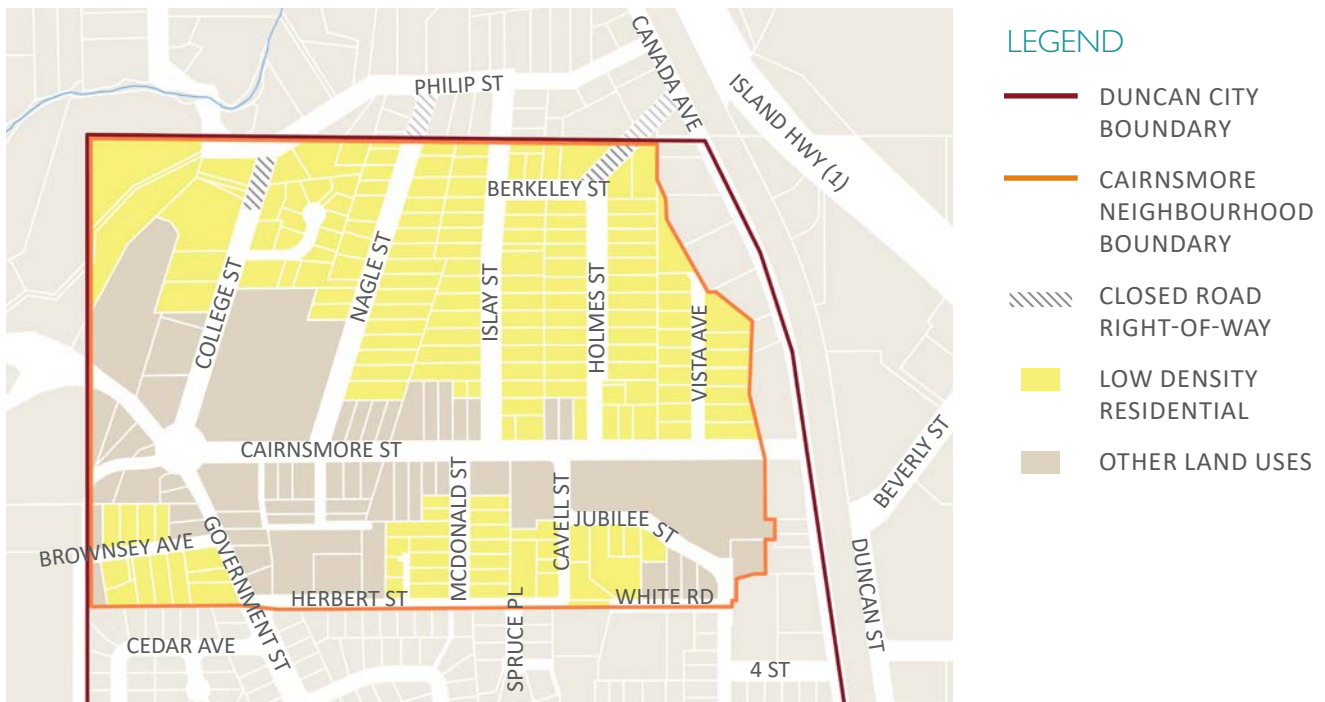 CANADA AVE
PHILIP ST
ISLAND HWY (1)
BERKELEY ST
COLLEGE ST
NAGLE ST
ISLAY ST
HOLMES ST
VISTA AVE
CAIRNSMORE ST
BEVERLY ST
MCDONALD ST
CAVELL ST
JUBILEE ST
BROWNSEY AVE
GOVERNMENT ST
DUNCAN ST
HERBERT ST
WHITE RD
CEDAR AVE
SPRUCE PL
4 ST
LEGEND
DUNCAN CITY
BOUNDARY
CAIRNSMORE
NEIGHBOURHOOD
BOUNDARY
CLOSED ROAD
RIGHT-OF-WAY
LOW DENSITY
RESIDENTIAL
OTHER LAND USES